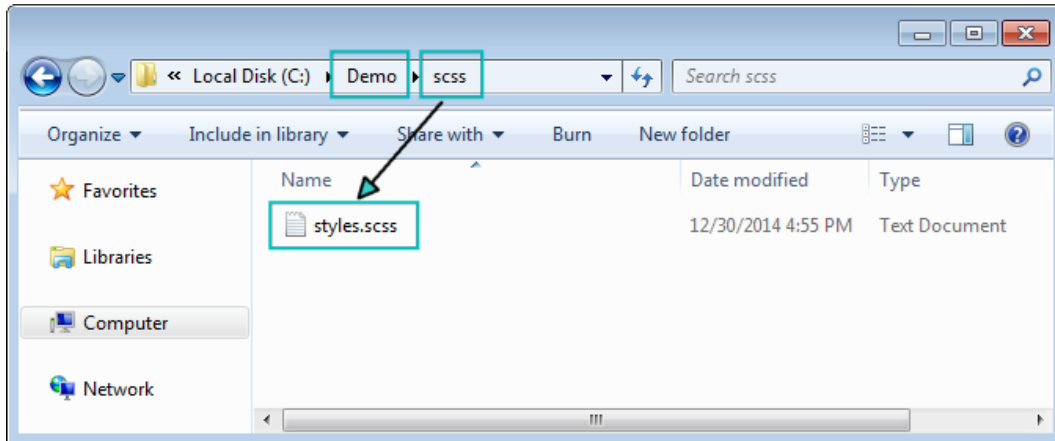 « Local Disk (C:) Demo scss Search scss
Organize Include in library Share with Burn New folder
Name Date modified Type
Favorites
styles.scss 12/30/2014 4:55 PM Text Document
Libraries
Computer
Network